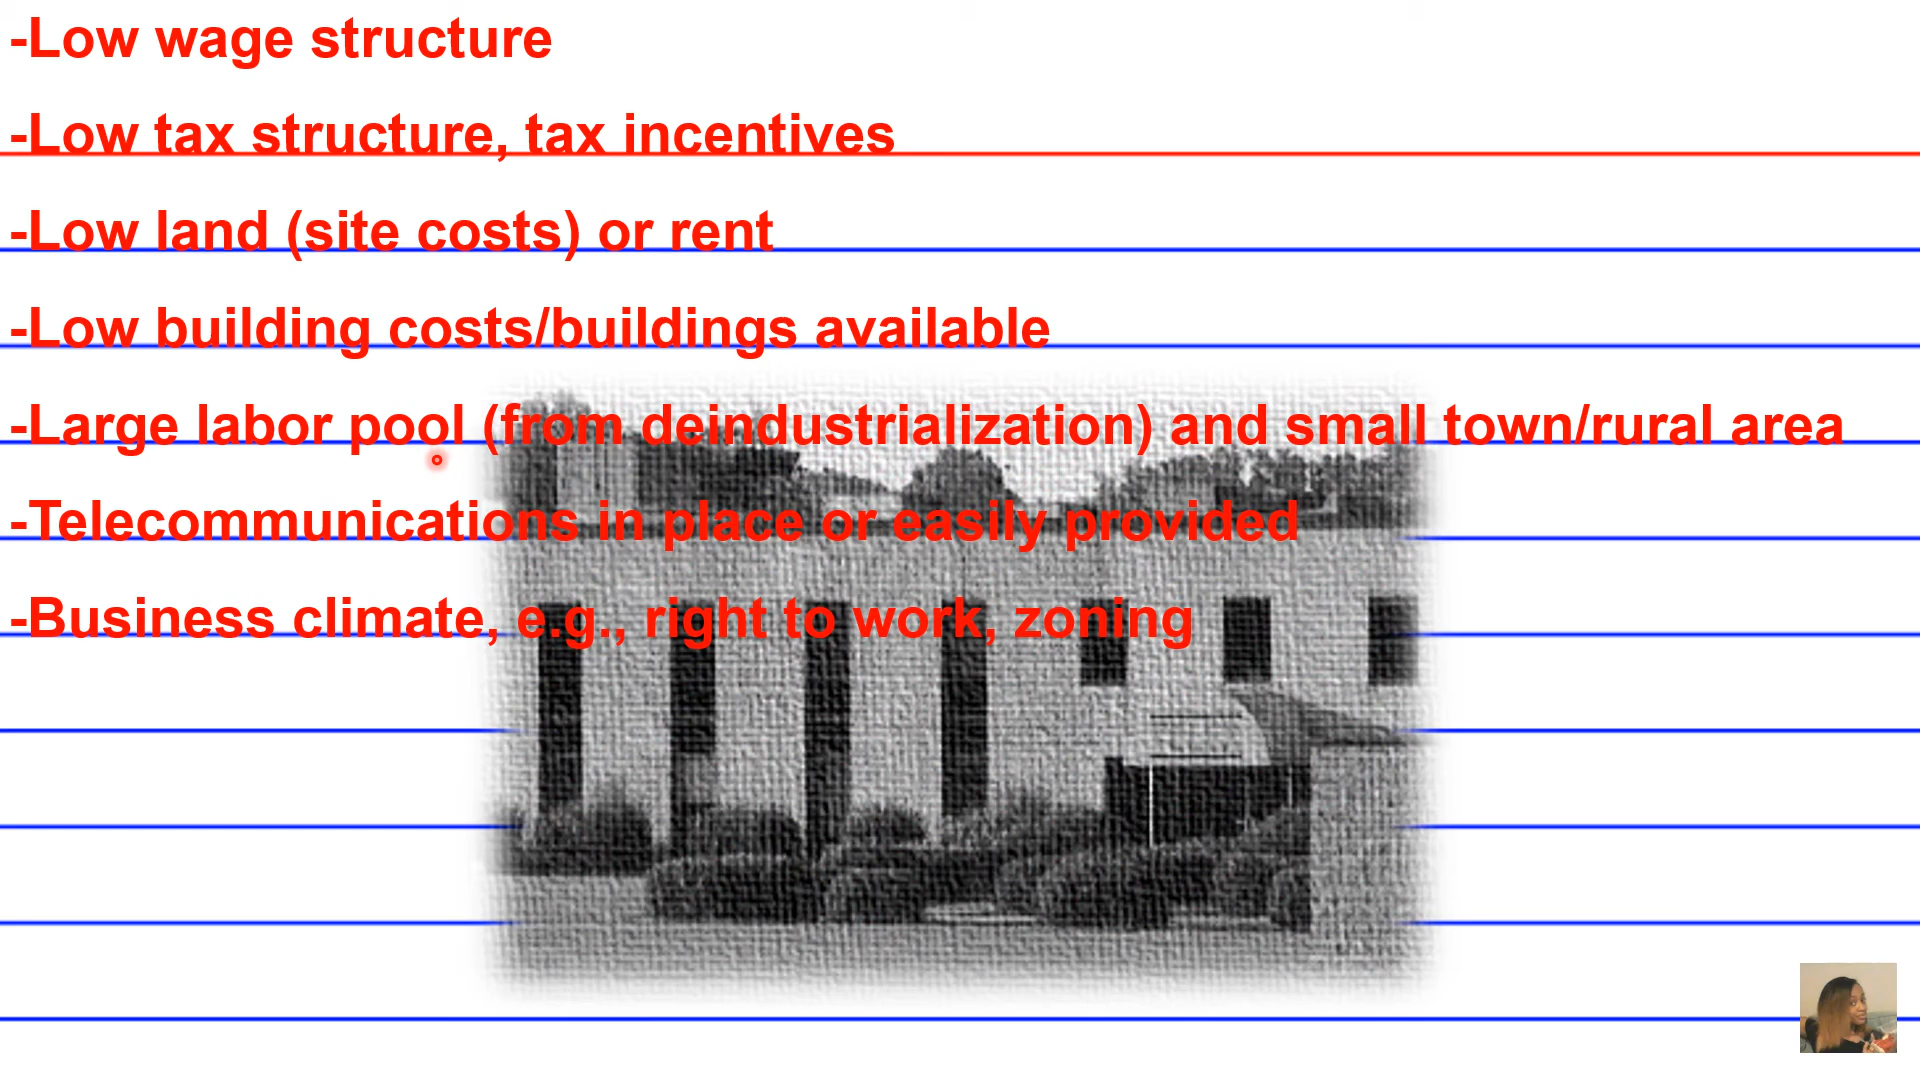 -Low wage structure
-Low tax structure, tax incentives
-Low land (site costs) or rent
-Low building costs/buildings available
-Large labor pool (from deindustrialization) and small town/rural area
-Telecommunications in place or easily provided
-Business climate, e.g., right to work, zoning